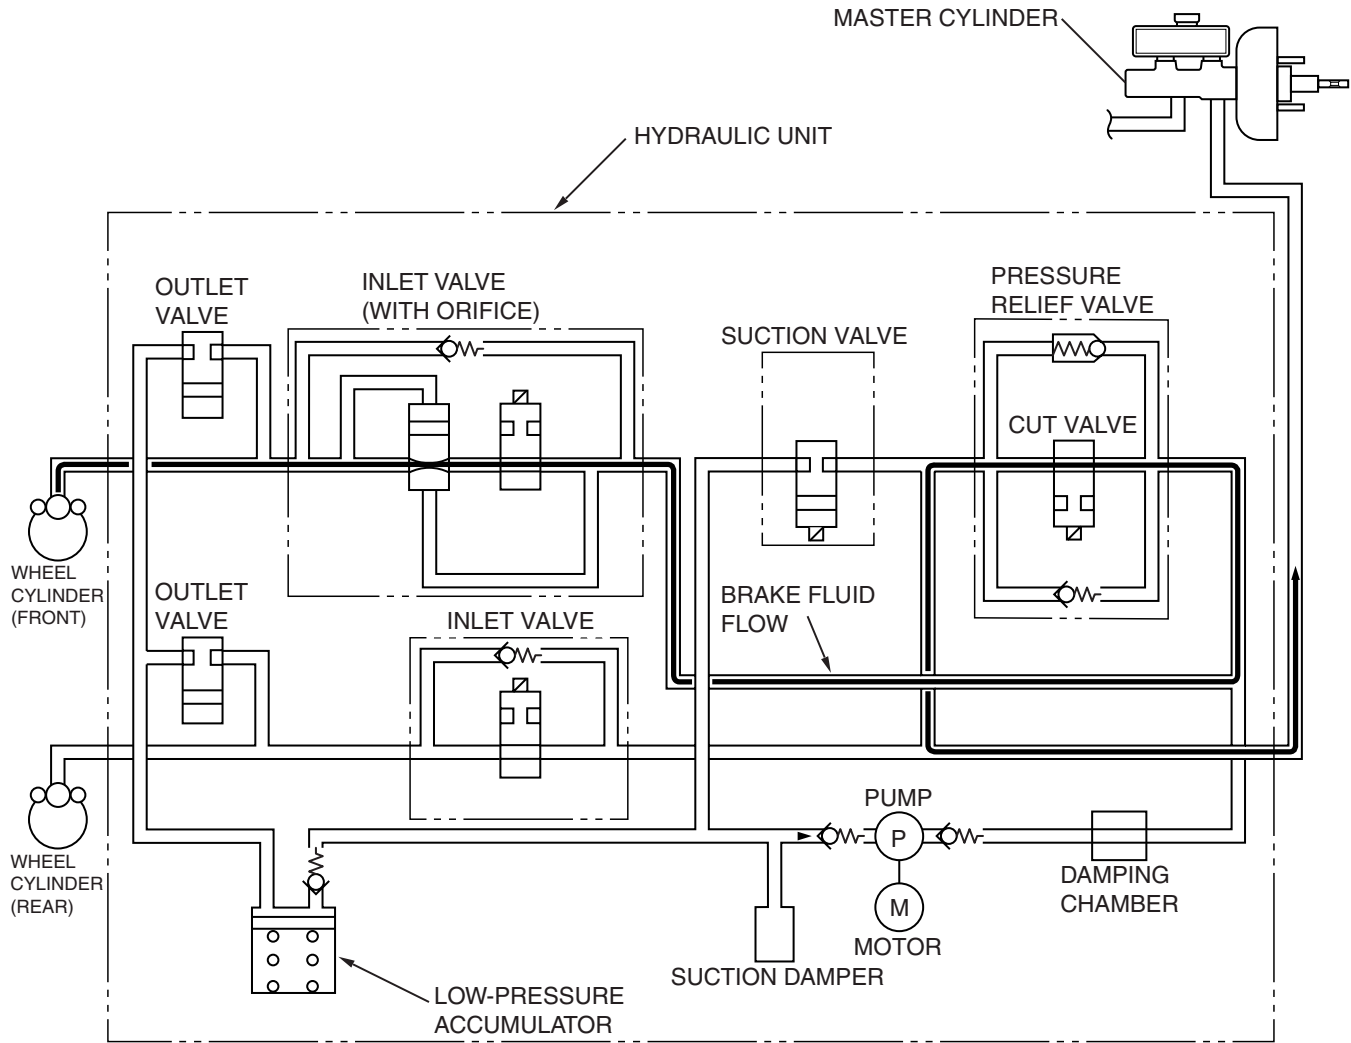 MASTER CYLINDER
HYDRAULIC UNIT
OUTLET
VALVE
INLET VALVE
(WITH ORIFICE)
SUCTION VALVE
PRESSURE
RELIEF VALVE
CUT VALVE
WHEEL
CYLINDER
(FRONT)
OUTLET
VALVE
INLET VALVE
BRAKE FLUID
FLOW
WHEEL
CYLINDER
(REAR)
PUMP
P
M
MOTOR
DAMPING
CHAMBER
SUCTION DAMPER
LOW-PRESSURE
ACCUMULATOR